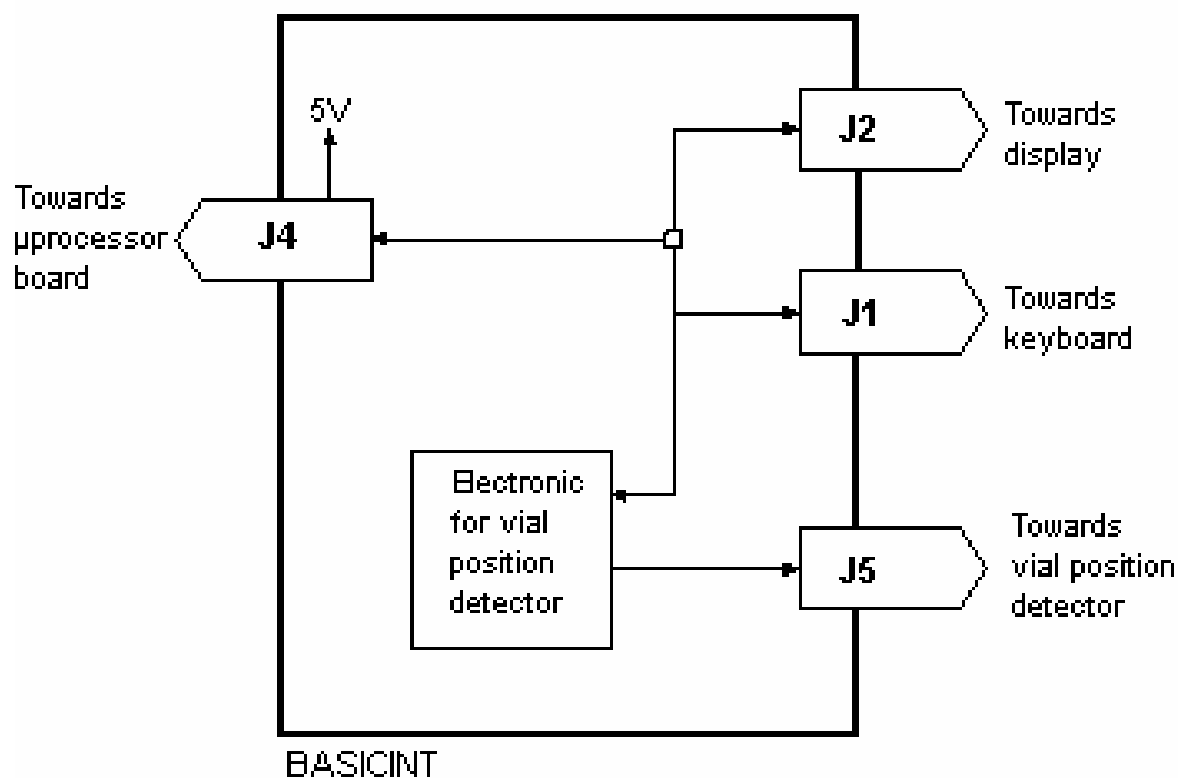 5V
Towards
µprocessor
board
J4
J2
Towards
display
J1
Towards
keyboard
Electronic
for vial
position
detector
J5
Towards
vial position
detector
BASICINT